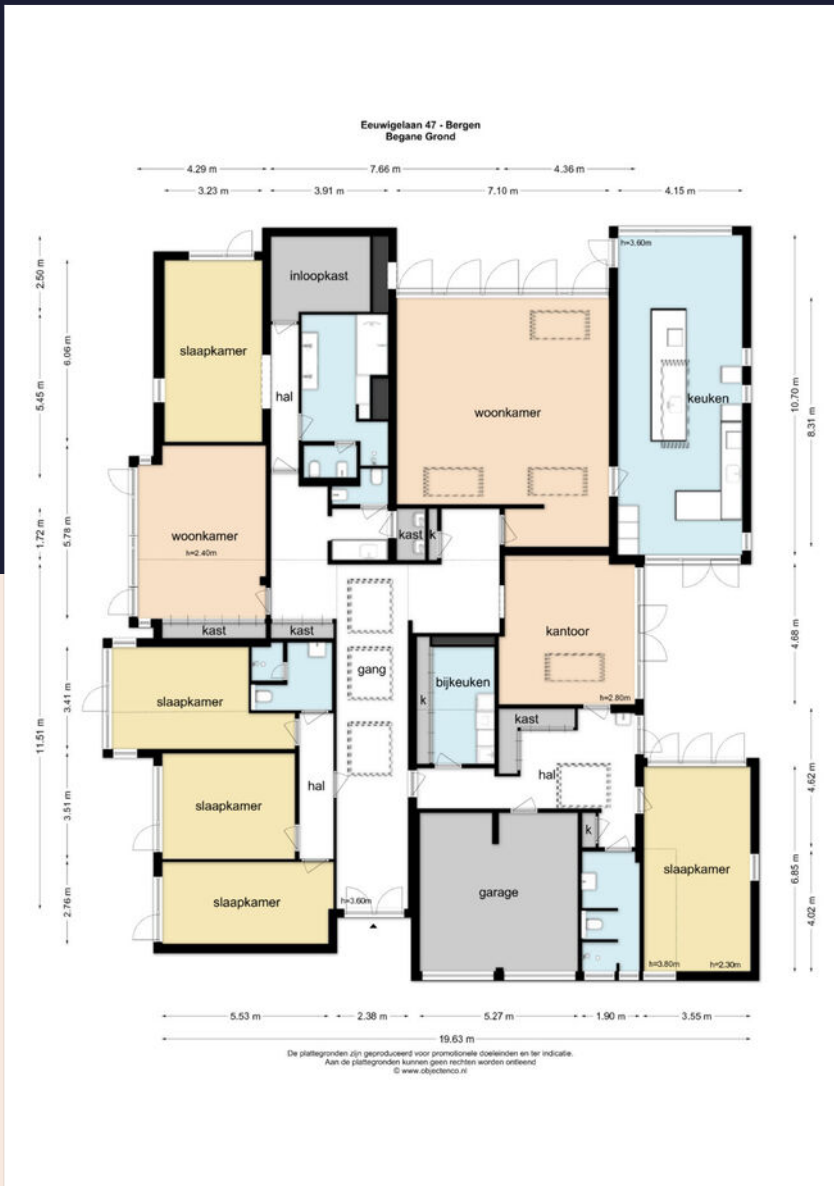 Eeuwigelaan 47 - Bergen
Begane Grond
4.29 m
7.66 m
4.36 m
3.23 m
3.91 m
7.10 m
4.15 m
2.50 m
6.06 m
5.45 m
1.72 m
5.78 m
11.51 m
3.41 m
3.51 m
2.76 m
10.70 m
8.31 m
4.68 m
4.62 m
6.85 m
4.02 m
h=3.60m
inloopkast
slaapkamer
hal
woonkamer
keuken
woonkamer
h=2.40m
kast
k
kast
kast
kantoor
h=2.80m
gang
bijkeuken
k
slaapkamer
kast
hal
hal
slaapkamer
k
slaapkamer
garage
slaapkamer
h=3.60m
h=3.80m
h=2.30m
5.53 m
2.38 m
5.27 m
1.90 m
3.55 m
19.63 m
De plattegronden zijn geproduceerd voor promotionele doeleinden en ter indicatie.
Aan de plattegronden kunnen geen rechten worden ontleend
© www.objectenco.nl